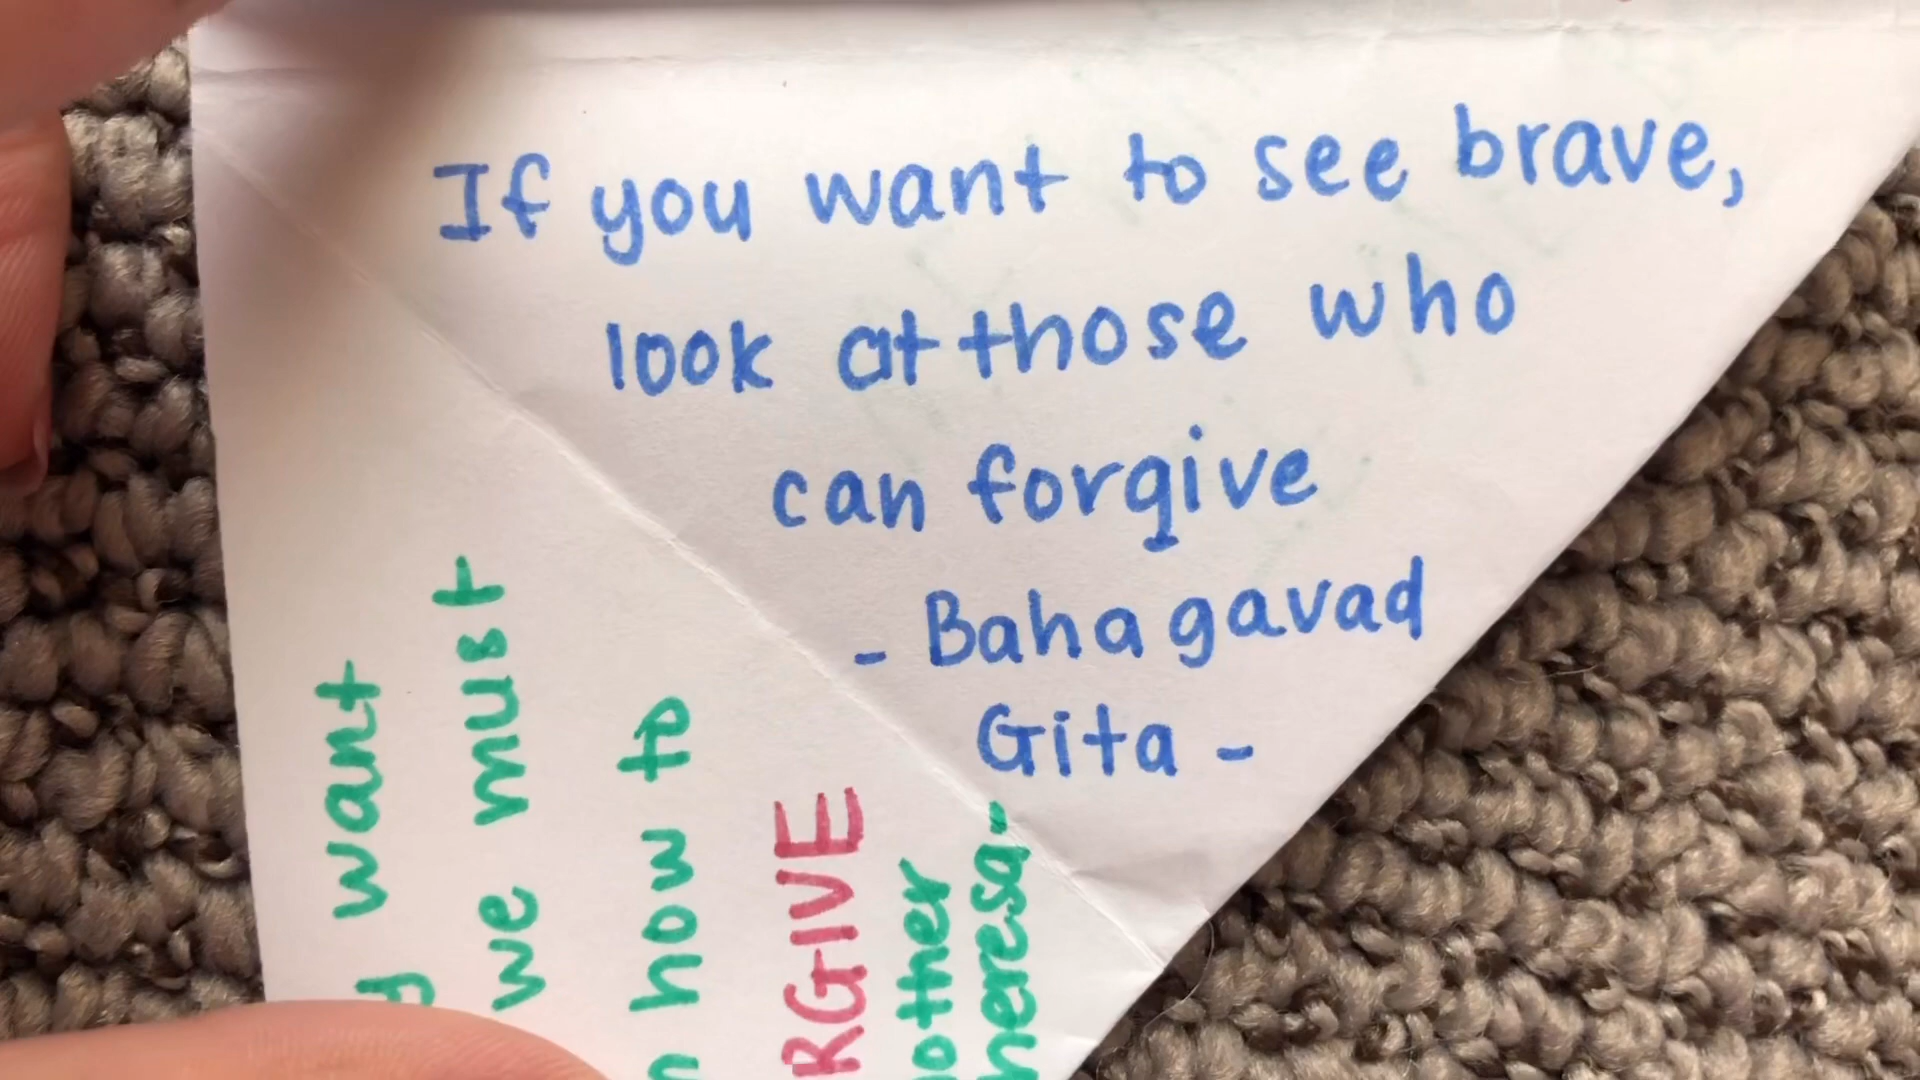 If you want to see brave,
look at those who
can forgive
- Bahagavad
Gita -
want
we must
how to
RGIVE
other
heresa-